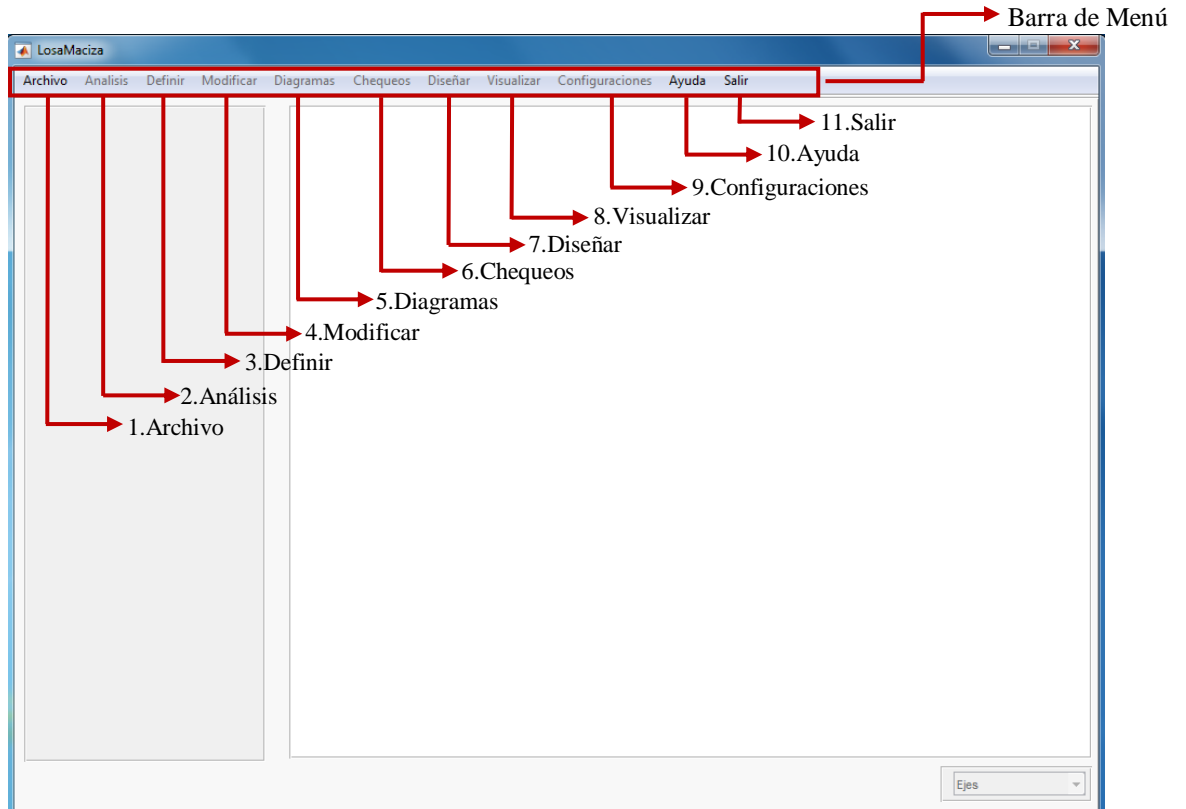 Barra de Menú
LosaMaciza
Archivo Analisis Definir Modificar Diagramas Chequeos Diseñar Visualizar Configuraciones Ayuda Salir
11.Salir
10.Ayuda
9.Configuraciones
8.Visualizar
7.Diseñar
6.Chequeos
5.Diagramas
4.Modificar
3.Definir
2.Análisis
1.Archivo
Ejes